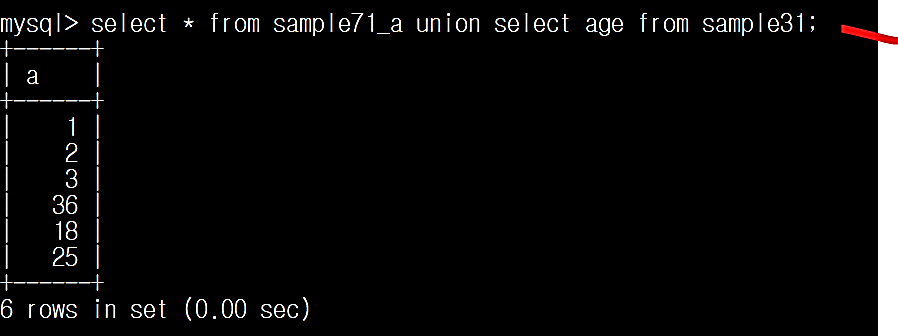 mysql> select * from sample71_a union select age from sample31;
+------+
| a    |
+------+
|    1 |
|    2 |
|    3 |
|   36 |
|   18 |
|   25 |
+------+
6 rows in set (0.00 sec)